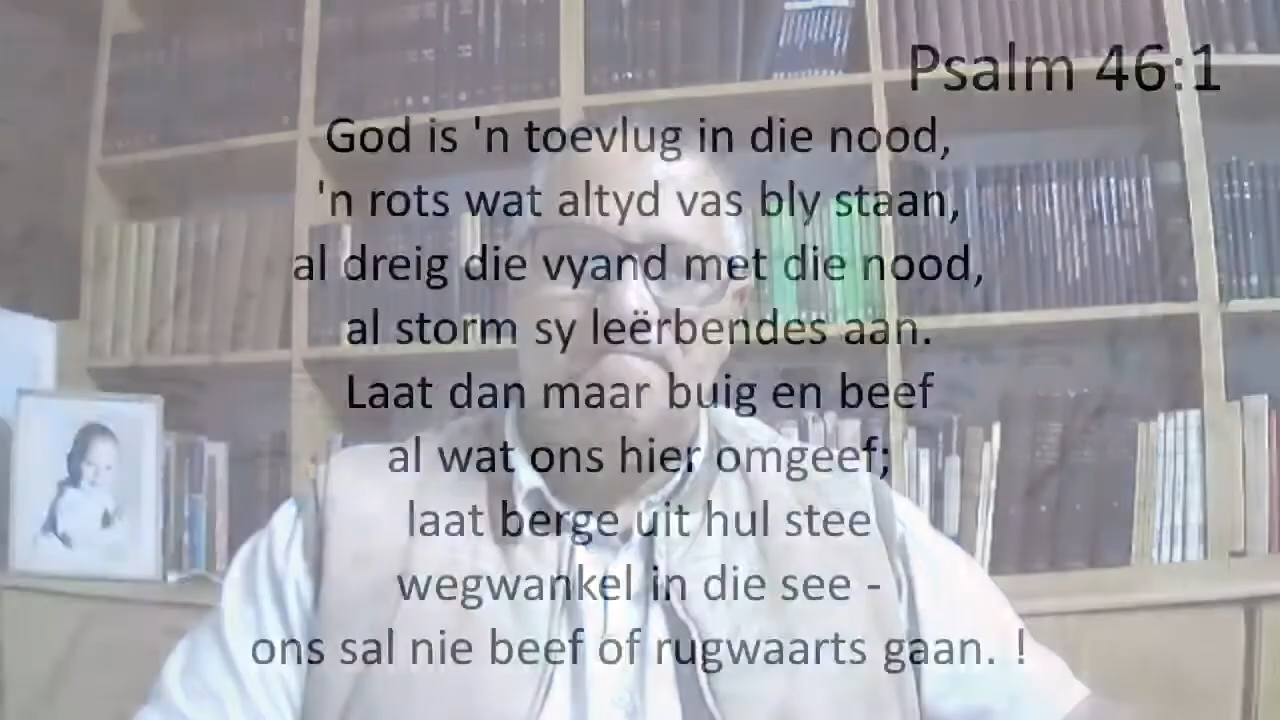 Psalm 46:1
God is 'n toevlug in die nood,
'n rots wat altyd vas bly staan,
al dreig die vyand met die nood,
al storm sy leërbendes aan.
Laat dan maar buig en beef
al wat ons hier omgeef;
laat berge uit hul stee
wegwankel in die see -
ons sal nie beef of rugwaarts gaan. !